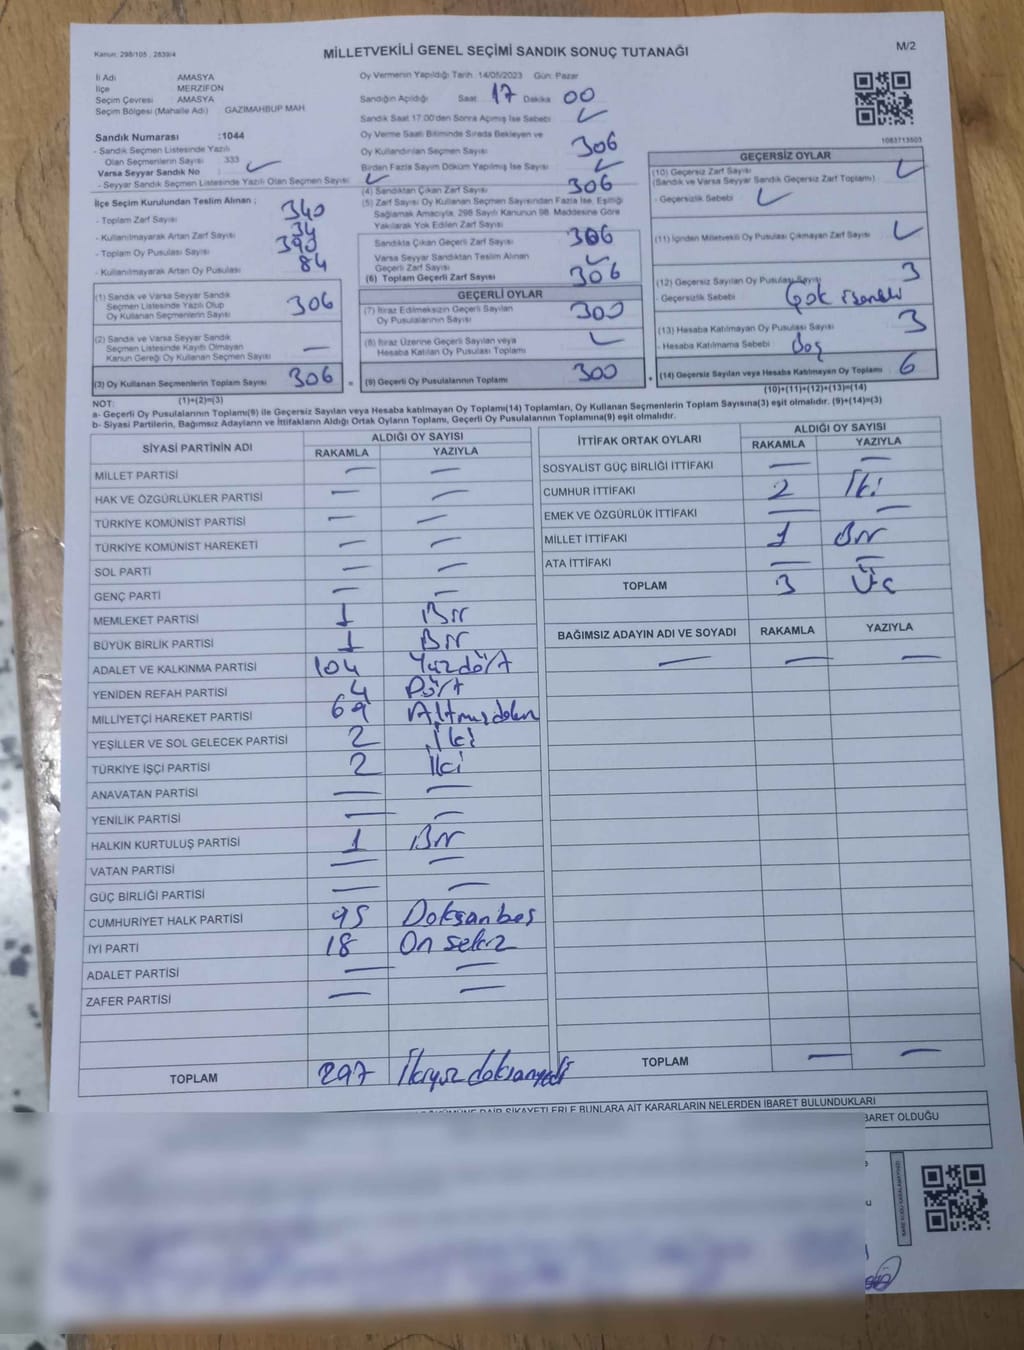 Kanun: 298/105 , 2839/4
MİLLETVEKİLİ GENEL SEÇİMİ SANDIK SONUÇ TUTANAĞI
M/2
İl Adı AMASYA
İlçe MERZİFON
Seçim Çevresi AMASYA
Seçim Bölgesi (Mahalle Adı) GAZİMAHBUP MAH
Sandık Numarası :1044
- Sandık Seçmen Listesinde Yazılı
Olan Seçmenlerin Sayısı 333
Varsa Seyyar Sandık No
- Seyyar Sandık Seçmen Listesinde Yazılı Olan Seçmen Sayısı
İlçe Seçim Kurulundan Teslim Alınan :
- Toplam Zarf Sayısı 340
- Kullanılmayarak Artan Zarf Sayısı 34
- Toplam Oy Pusulası Sayısı 390
- Kullanılmayarak Artan Oy Pusulası 84
(1) Sandık ve Varsa Seyyar Sandık
Seçmen Listesinde Yazılı Olup
Oy Kullanan Seçmenlerin Sayısı 306
(2) Sandık ve Varsa Seyyar Sandık
Seçmen Listesinde Kayıtlı Olmayan
Kanun Gereği Oy Kullanan Seçmen Sayısı —
(3) Oy Kullanan Seçmenlerin Toplam Sayısı 306
(1)+(2)=(3)
Oy Vermenin Yapıldığı Tarih 14/05/2023 Gün: Pazar
Sandığın Açıldığı Saat 17 Dakika 00
Sandık Saat 17.00'den Sonra Açılmış İse Sebebi
Oy Verme Saati Bitiminde Sırada Bekleyen ve
Oy Kullandırılan Seçmen Sayısı 306
Birden Fazla Sayım Döküm Yapılmış İse Sayısı
(4) Sandıktan Çıkan Zarf Sayısı 306
(5) Zarf Sayısı Oy Kullanan Seçmen Sayısından Fazla İse, Eşitliği
Sağlamak Amacıyla, 298 Sayılı Kanunun 98. Maddesine Göre
Yakılarak Yok Edilen Zarf Sayısı
Sandıkta Çıkan Geçerli Zarf Sayısı 306
Varsa Seyyar Sandıktan Teslim Alınan
Geçerli Zarf Sayısı
(6) Toplam Geçerli Zarf Sayısı 306
GEÇERLİ OYLAR
(7) İtiraz Edilmeksizin Geçerli Sayılan
Oy Pusulalarının Sayısı 300
(8) İtiraz Üzerine Geçerli Sayılan veya
Hesaba Katılan Oy Pusulası Toplamı
= (9) Geçerli Oy Pusulalarının Toplamı 300
1083713503
GEÇERSİZ OYLAR
(10) Geçersiz Zarf Sayısı
(Sandık ve Varsa Seyyar Sandık Geçersiz Zarf Toplamı)
- Geçersizlik Sebebi
(11) İçinden Milletvekili Oy Pusulası Çıkmayan Zarf Sayısı
(12) Geçersiz Sayılan Oy Pusulası Sayısı 3
- Geçersizlik Sebebi Çok
(13) Hesaba Katılmayan Oy Pusulası Sayısı 3
- Hesaba Katılmama Sebebi Boş
+ (14) Geçersiz Sayılan veya Hesaba Katılmayan Oy Toplamı 6
(10)+(11)+(12)+(13)=(14)
NOT:
a- Geçerli Oy Pusulalarının Toplamı(9) ile Geçersiz Sayılan veya Hesaba katılmayan Oy Toplamı(14) Toplamları, Oy Kullanan Seçmenlerin Toplam Sayısına(3) eşit olmalıdır. (9)+(14)=(3)
b- Siyasi Partilerin, Bağımsız Adayların ve İttifakların Aldığı Ortak Oyların Toplamı, Geçerli Oy Pusulalarının Toplamına(9) eşit olmalıdır.
SİYASİ PARTİNİN ADI ALDIĞI OY SAYISI
RAKAMLA YAZIYLA
MİLLET PARTİSİ — —
HAK VE ÖZGÜRLÜKLER PARTİSİ — —
TÜRKİYE KOMÜNİST PARTİSİ — —
TÜRKİYE KOMÜNİST HAREKETİ — —
SOL PARTİ — —
GENÇ PARTİ — —
MEMLEKET PARTİSİ 1 Bir
BÜYÜK BİRLİK PARTİSİ 1 Bir
ADALET VE KALKINMA PARTİSİ 104 Yüzdört
YENİDEN REFAH PARTİSİ 4 Dört
MİLLİYETÇİ HAREKET PARTİSİ 69 Altmışdokuz
YEŞİLLER VE SOL GELECEK PARTİSİ 2 İki
TÜRKİYE İŞÇİ PARTİSİ 2 İki
ANAVATAN PARTİSİ — —
YENİLİK PARTİSİ — —
HALKIN KURTULUŞ PARTİSİ 1 Bir
VATAN PARTİSİ — —
GÜÇ BİRLİĞİ PARTİSİ — —
CUMHURİYET HALK PARTİSİ 95 Doksanbeş
İYİ PARTİ 18 On sekiz
ADALET PARTİSİ — —
ZAFER PARTİSİ — —
TOPLAM 297 İkiyüz doksanyedi
İTTİFAK ORTAK OYLARI ALDIĞI OY SAYISI
RAKAMLA YAZIYLA
SOSYALİST GÜÇ BİRLİĞİ İTTİFAKI — —
CUMHUR İTTİFAKI 2 İki
EMEK VE ÖZGÜRLÜK İTTİFAKI — —
MİLLET İTTİFAKI 1 Bir
ATA İTTİFAKI — —
TOPLAM 3 Üç
BAĞIMSIZ ADAYIN ADI VE SOYADI RAKAMLA YAZIYLA
— — —
TOPLAM — —
DAİR ŞİKAYETLERLE BUNLARA AİT KARARLARIN NELERDEN İBARET BULUNDUKLARI
İBARET OLDUĞU